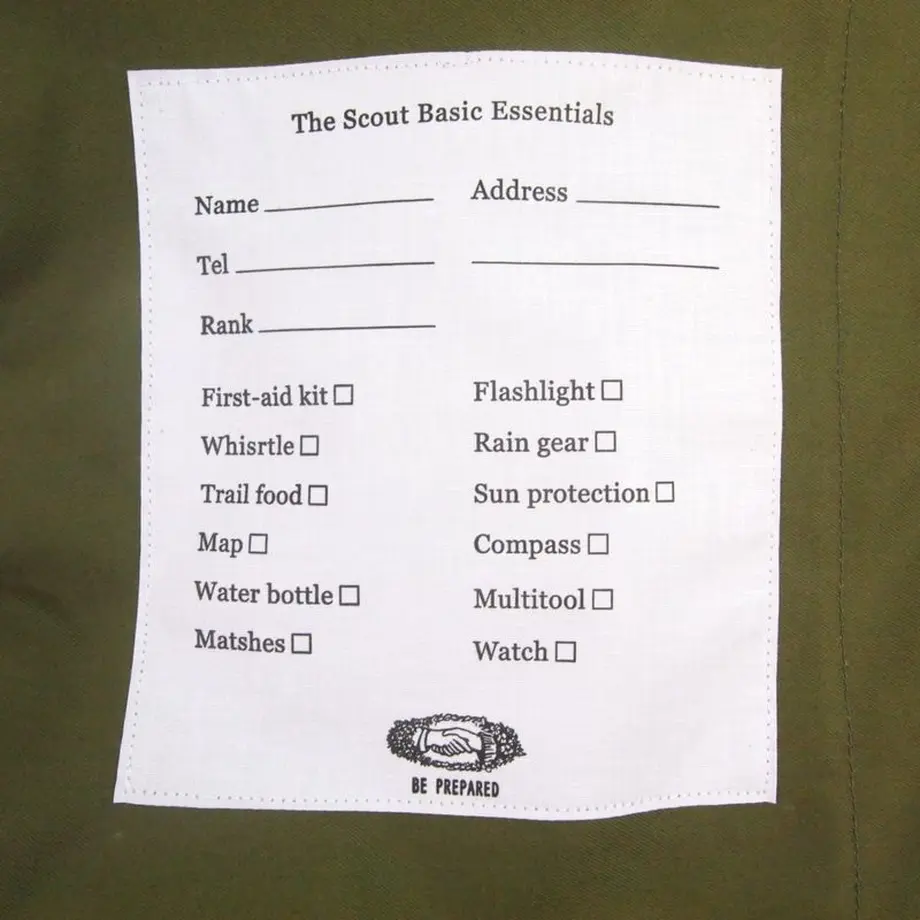 The Scout Basic Essentials
Name
Address
Tel
Rank
First-aid kit
Flashlight
Whisrtle
Rain gear
Trail food
Sun protection
Map
Compass
Water bottle
Multitool
Matshes
Watch
BE PREPARED